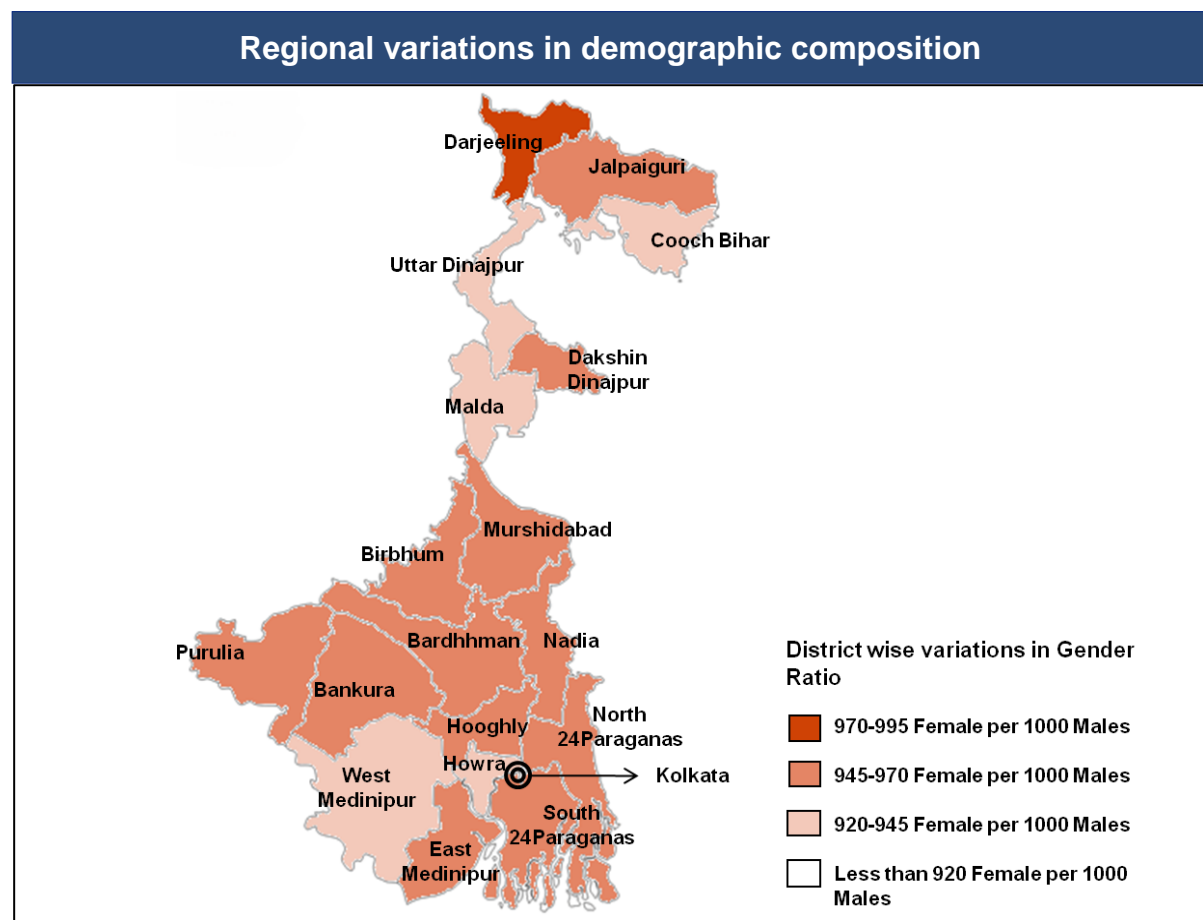 Regional variations in demographic composition
Darjeeling
Jalpaiguri
Cooch Bihar
Uttar Dinajpur
Dakshin
Dinajpur
Malda
Murshidabad
Birbhum
Bardhhman
Nadia
Purulia
Bankura
Hooghly
North
24Paraganas
Howra
Kolkata
West
Medinipur
South
24Paraganas
East
Medinipur
District wise variations in Gender
Ratio
970-995 Female per 1000 Males
945-970 Female per 1000 Males
920-945 Female per 1000 Males
Less than 920 Female per 1000
Males